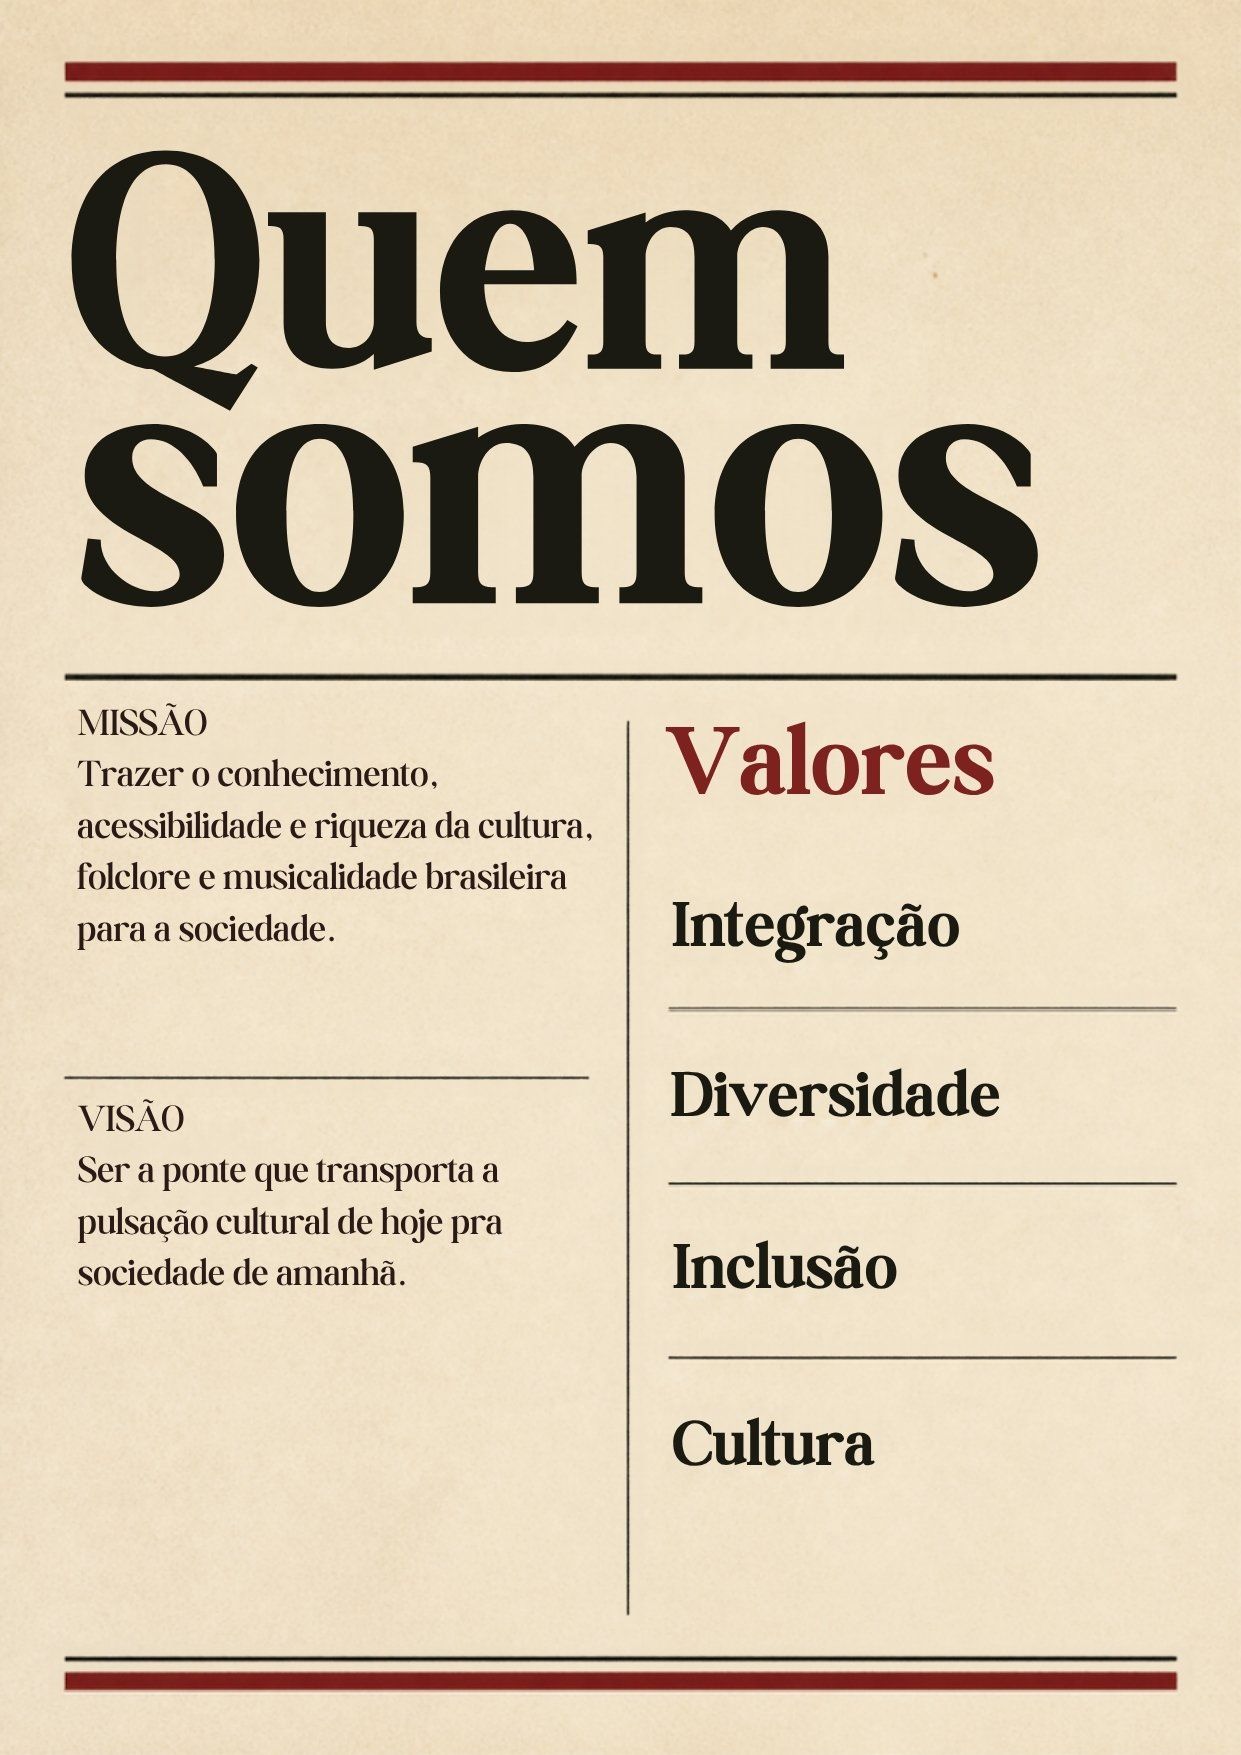 Quem
somos
MISSÃO
Trazer o conhecimento,
acessibilidade e riqueza da cultura,
folclore e musicalidade brasileira
para a sociedade.
VISÃO
Ser a ponte que transporta a
pulsação cultural de hoje pra
sociedade de amanhã.
Valores
Integração
Diversidade
Inclusão
Cultura